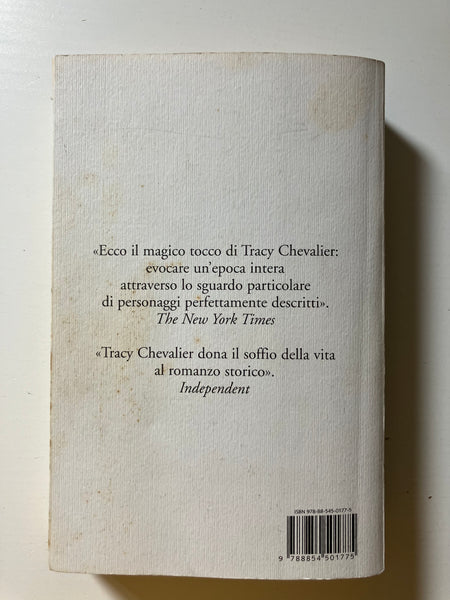 «Ecco il magico tocco di Tracy Chevalier:
evocare un'epoca intera
attraverso lo sguardo particolare
di personaggi perfettamente descritti».
The New York Times
«Tracy Chevalier dona il soffio della vita
al romanzo storico».
Independent
ISBN 978-88-545-0177-5
9 788854 501775